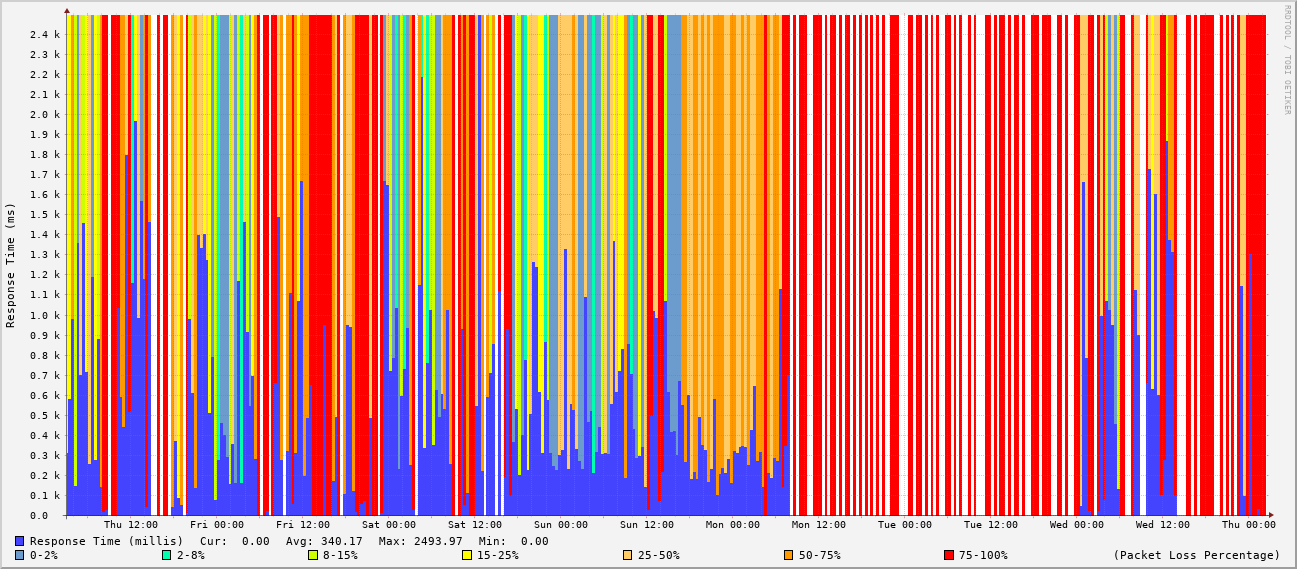 2.4 k
2.3 k
2.2 k
2.1 k
2.0 k
1.9 k
1.8 k
1.7 k
1.6 k
1.5 k
1.4 k
1.3 k
1.2 k
1.1 k
1.0 k
0.9 k
0.8 k
0.7 k
0.6 k
0.5 k
0.4 k
0.3 k
0.2 k
0.1 k
0.0
Response Time (ms)
RRDTOOL / TOBI OETIKER
Thu 12:00 Fri 00:00 Fri 12:00 Sat 00:00 Sat 12:00 Sun 00:00 Sun 12:00 Mon 00:00 Mon 12:00 Tue 00:00 Tue 12:00 Wed 00:00 Wed 12:00 Thu 00:00
Response Time (millis) Cur: 0.00 Avg: 340.17 Max: 2493.97 Min: 0.00
0-2% 2-8% 8-15% 15-25% 25-50% 50-75% 75-100% (Packet Loss Percentage)